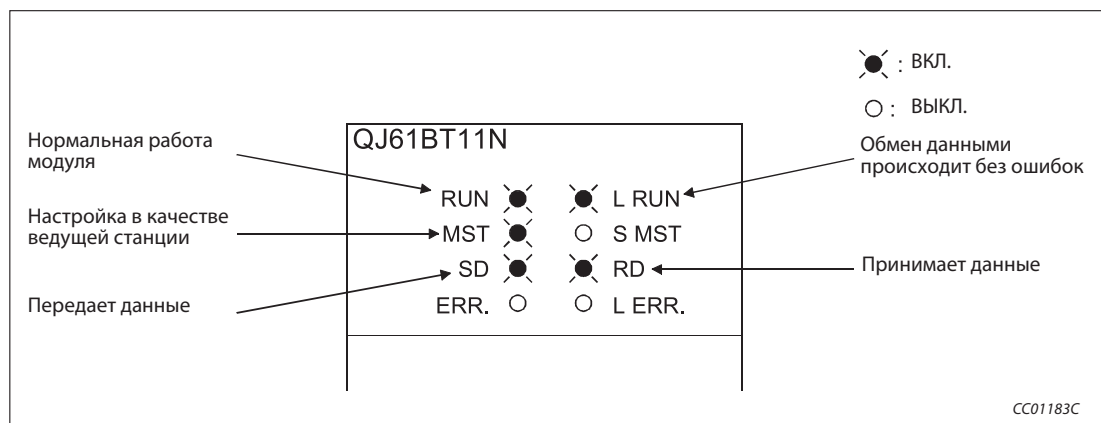 : ВКЛ.
: ВЫКЛ.
Нормальная работа
модуля
Настройка в качестве
ведущей станции
Передает данные
QJ61BT11N
RUN L RUN
MST S MST
SD RD
ERR. L ERR.
Обмен данными
происходит без ошибок
Принимает данные
CC01183C